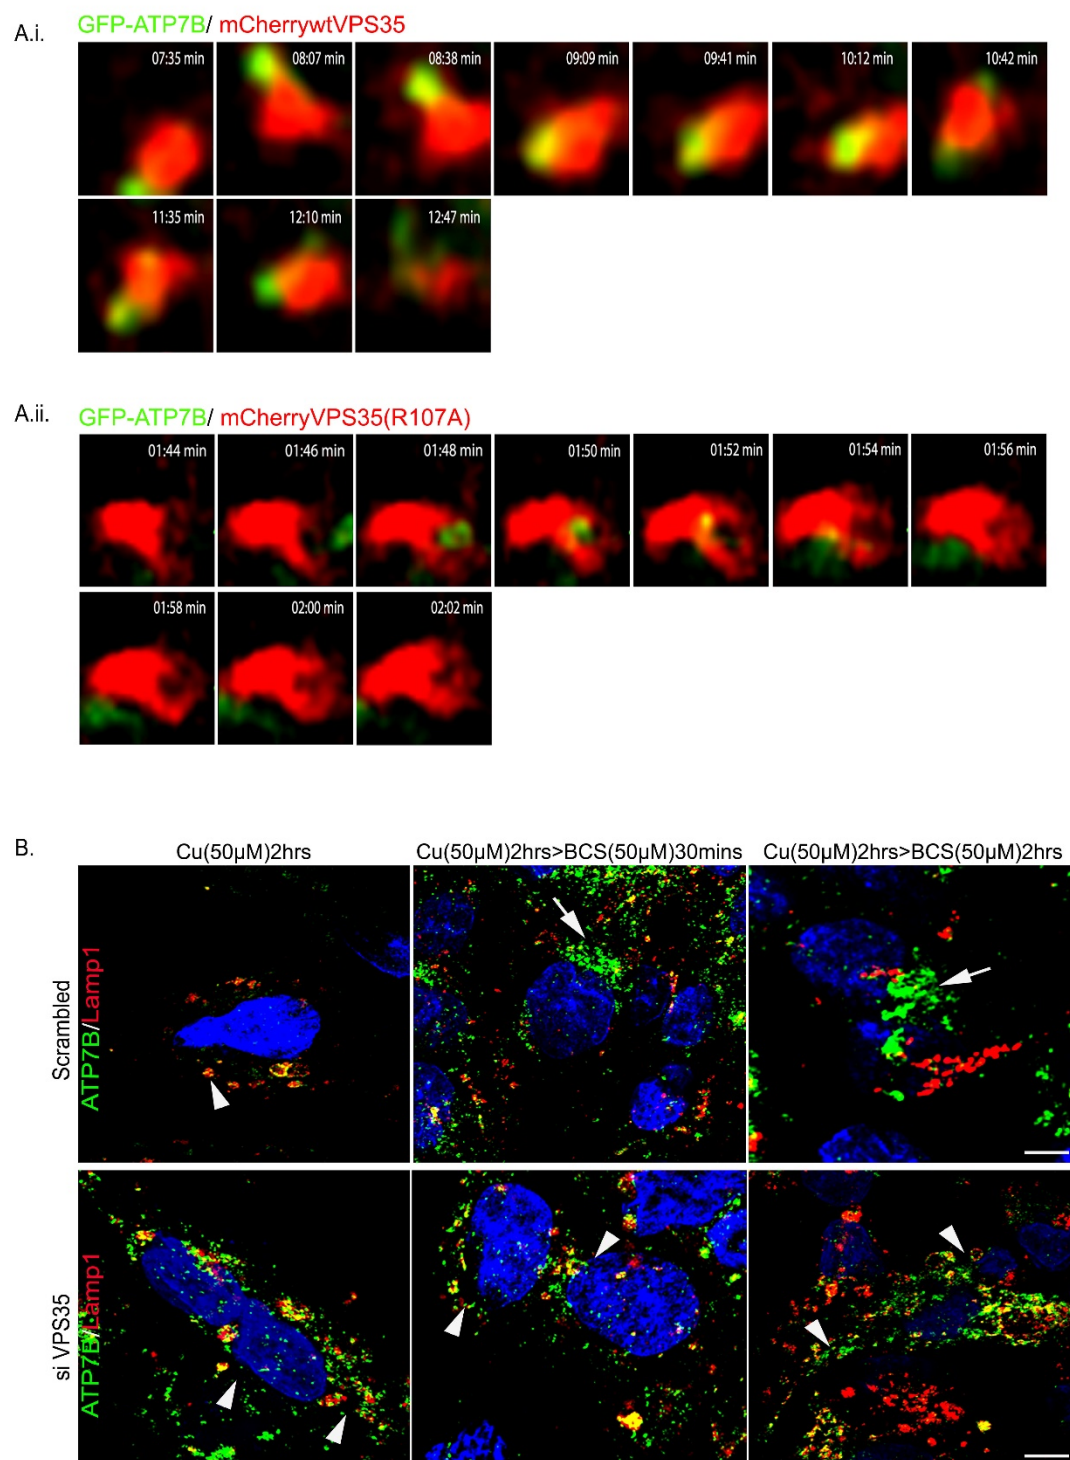 A.i.
GFP-ATP7B/ mCherrywtVPS35
07:35 min
08:07 min
08:38 min
09:09 min
09:41 min
10:12 min
10:42 min
11:35 min
12:10 min
12:47 min
A.ii.
GFP-ATP7B/ mCherryVPS35(R107A)
01:44 min
01:46 min
01:48 min
01:50 min
01:52 min
01:54 min
01:56 min
01:58 min
02:00 min
02:02 min
B.
Cu(50µM)2hrs
Cu(50µM)2hrs>BCS(50µM)30mins
Cu(50µM)2hrs>BCS(50µM)2hrs
Scrambled
ATP7B/Lamp1
si VPS35
ATP7B/Lamp1